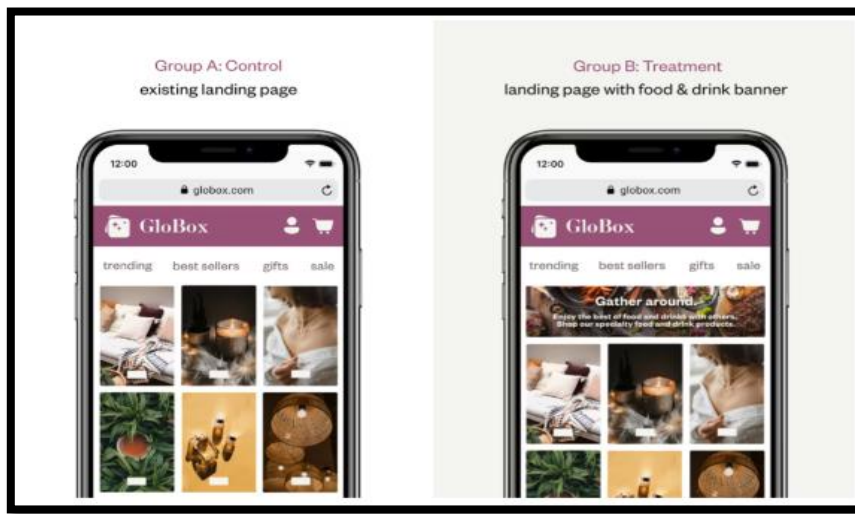 Group A: Control
existing landing page
12:00
globox.com
GloBox
trending best sellers gifts sale
Group B: Treatment
landing page with food & drink banner
12:00
globox.com
GloBox
trending best sellers gifts sale
Gather around.
Enjoy the best of food and drinks with others.
Shop our specialty food and drink products.